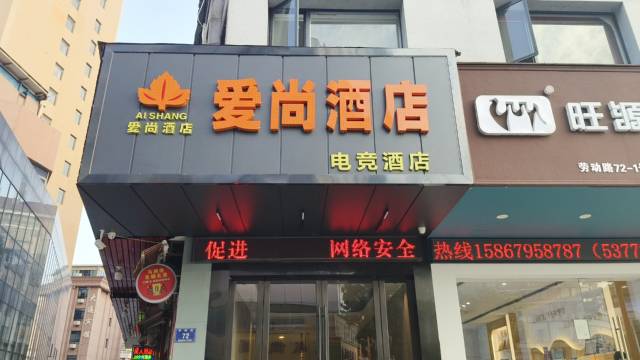 AI SHANG
爱尚酒店
爱尚酒店
电竞酒店
促进 网络安全
热线15867958787（5377
旺
劳动路72-1
72